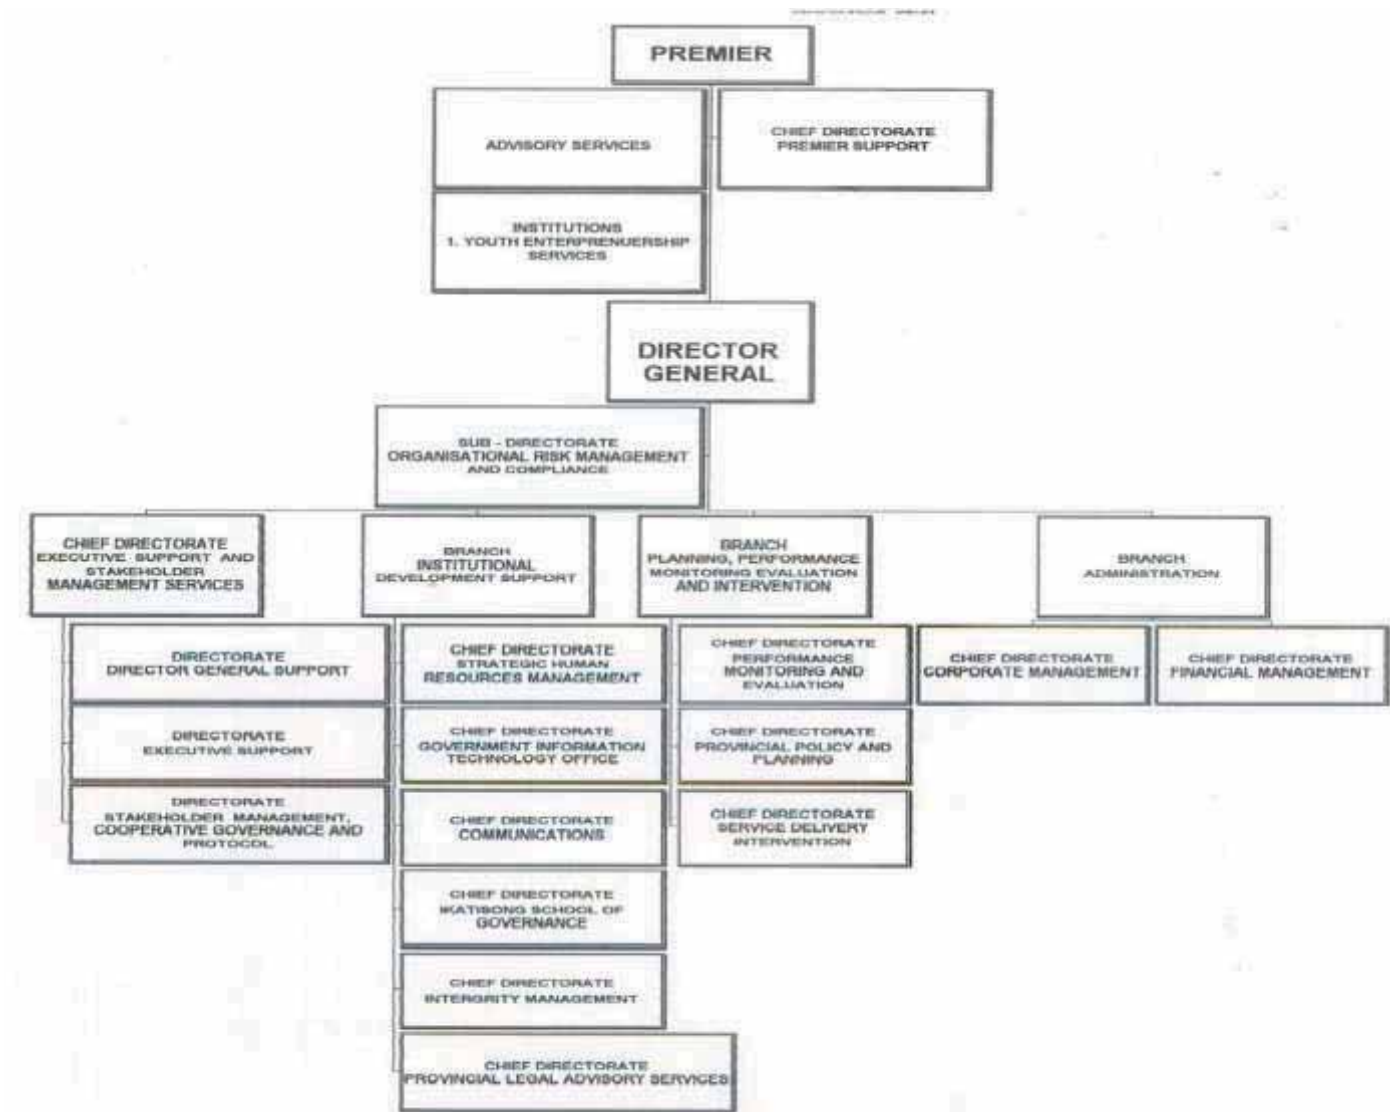 PREMIER
ADVISORY SERVICES
CHIEF DIRECTORATE
PREMIER SUPPORT
INSTITUTIONS
1. YOUTH ENTERPRENUERSHIP
SERVICES
DIRECTOR
GENERAL
SUB - DIRECTORATE
ORGANISATIONAL RISK MANAGEMENT
AND COMPLIANCE
CHIEF DIRECTORATE
EXECUTIVE SUPPORT AND
STAKEHOLDER
MANAGEMENT SERVICES
BRANCH
INSTITUTIONAL
DEVELOPMENT SUPPORT
BRANCH
PLANNING, PERFORMANCE
MONITORING EVALUATION
AND INTERVENTION
BRANCH
ADMINISTRATION
DIRECTORATE
DIRECTOR GENERAL SUPPORT
DIRECTORATE
EXECUTIVE SUPPORT
DIRECTORATE
STAKEHOLDER MANAGEMENT,
COOPERATIVE GOVERNANCE AND
PROTOCOL
CHIEF DIRECTORATE
STRATEGIC HUMAN
RESOURCES MANAGEMENT
CHIEF DIRECTORATE
GOVERNMENT INFORMATION
TECHNOLOGY OFFICE
CHIEF DIRECTORATE
COMMUNICATIONS
CHIEF DIRECTORATE
IKATISONG SCHOOL OF
GOVERNANCE
CHIEF DIRECTORATE
INTERGRITY MANAGEMENT
CHIEF DIRECTORATE
PROVINCIAL LEGAL ADVISORY SERVICES
CHIEF DIRECTORATE
PERFORMANCE
MONITORING AND
EVALUATION
CHIEF DIRECTORATE
PROVINCIAL POLICY AND
PLANNING
CHIEF DIRECTORATE
SERVICE DELIVERY
INTERVENTION
CHIEF DIRECTORATE
CORPORATE MANAGEMENT
CHIEF DIRECTORATE
FINANCIAL MANAGEMENT